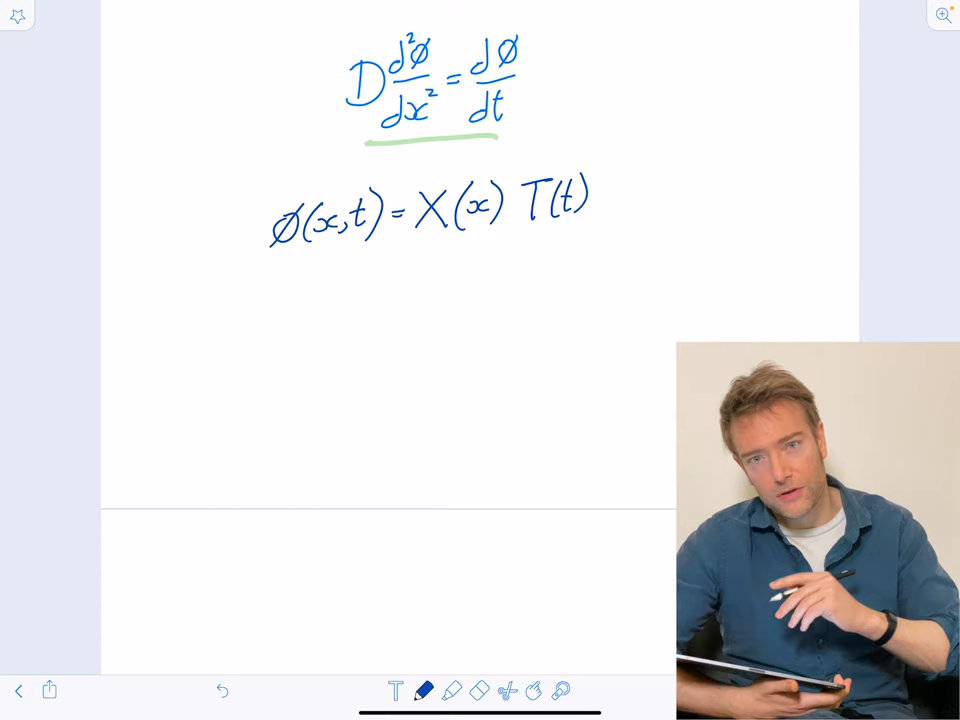 D d²ø/dx² = dø/dt
ø(x,t) = X(x) T(t)
T